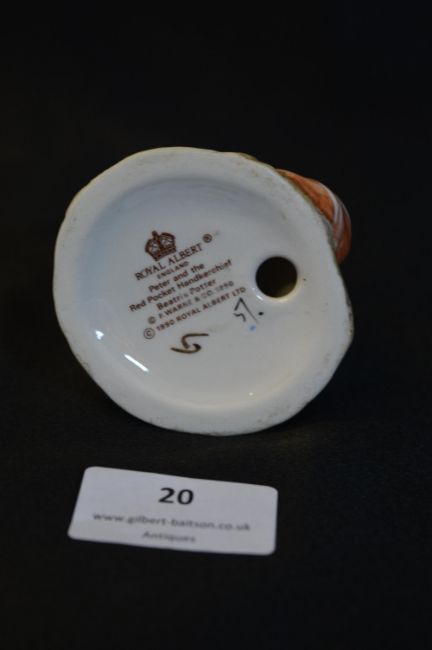 ROYAL ALBERT ®
ENGLAND
Peter and the
Red Pocket Handkerchief
Beatrix Potter
© F. WARNE & CO. 1990
© 1990 ROYAL ALBERT LTD
20
www.gilbert-baitson.co.uk
Antiques